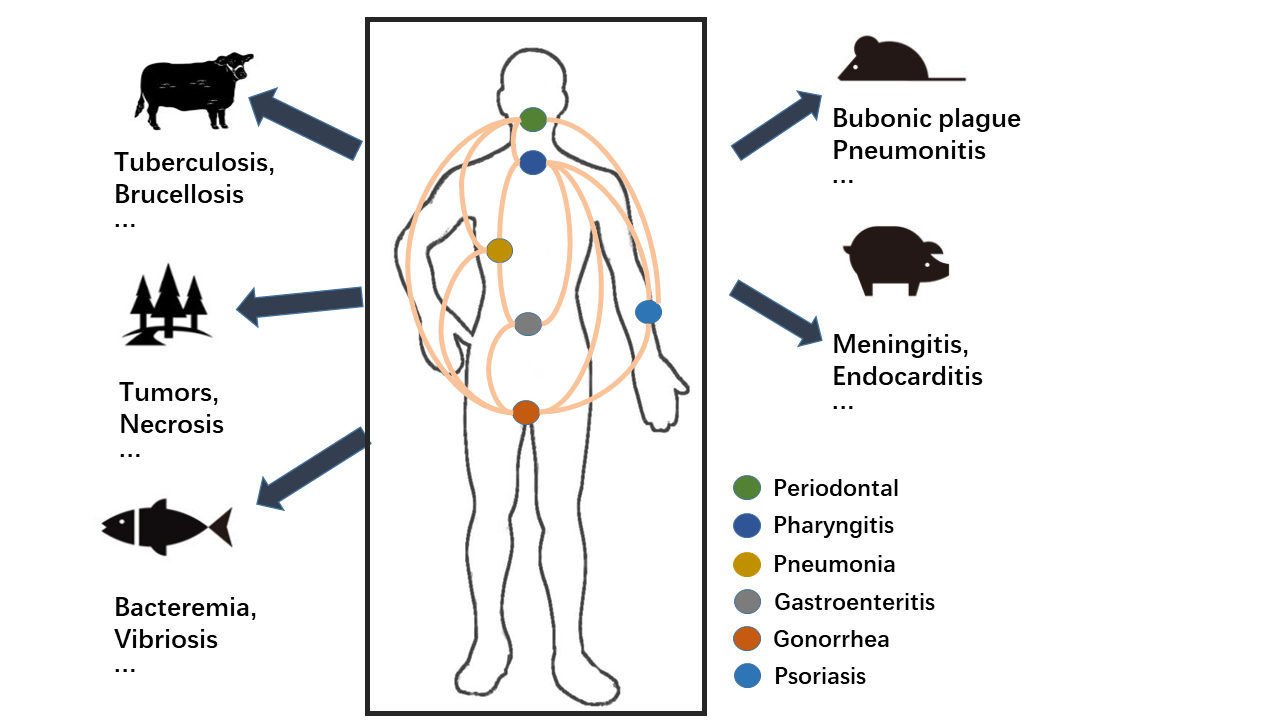 Tuberculosis,
Brucellosis
...
Tumors,
Necrosis
...
Bacteremia,
Vibriosis
...
Bubonic plague
Pneumonitis
...
Meningitis,
Endocarditis
...
Periodontal
Pharyngitis
Pneumonia
Gastroenteritis
Gonorrhea
Psoriasis